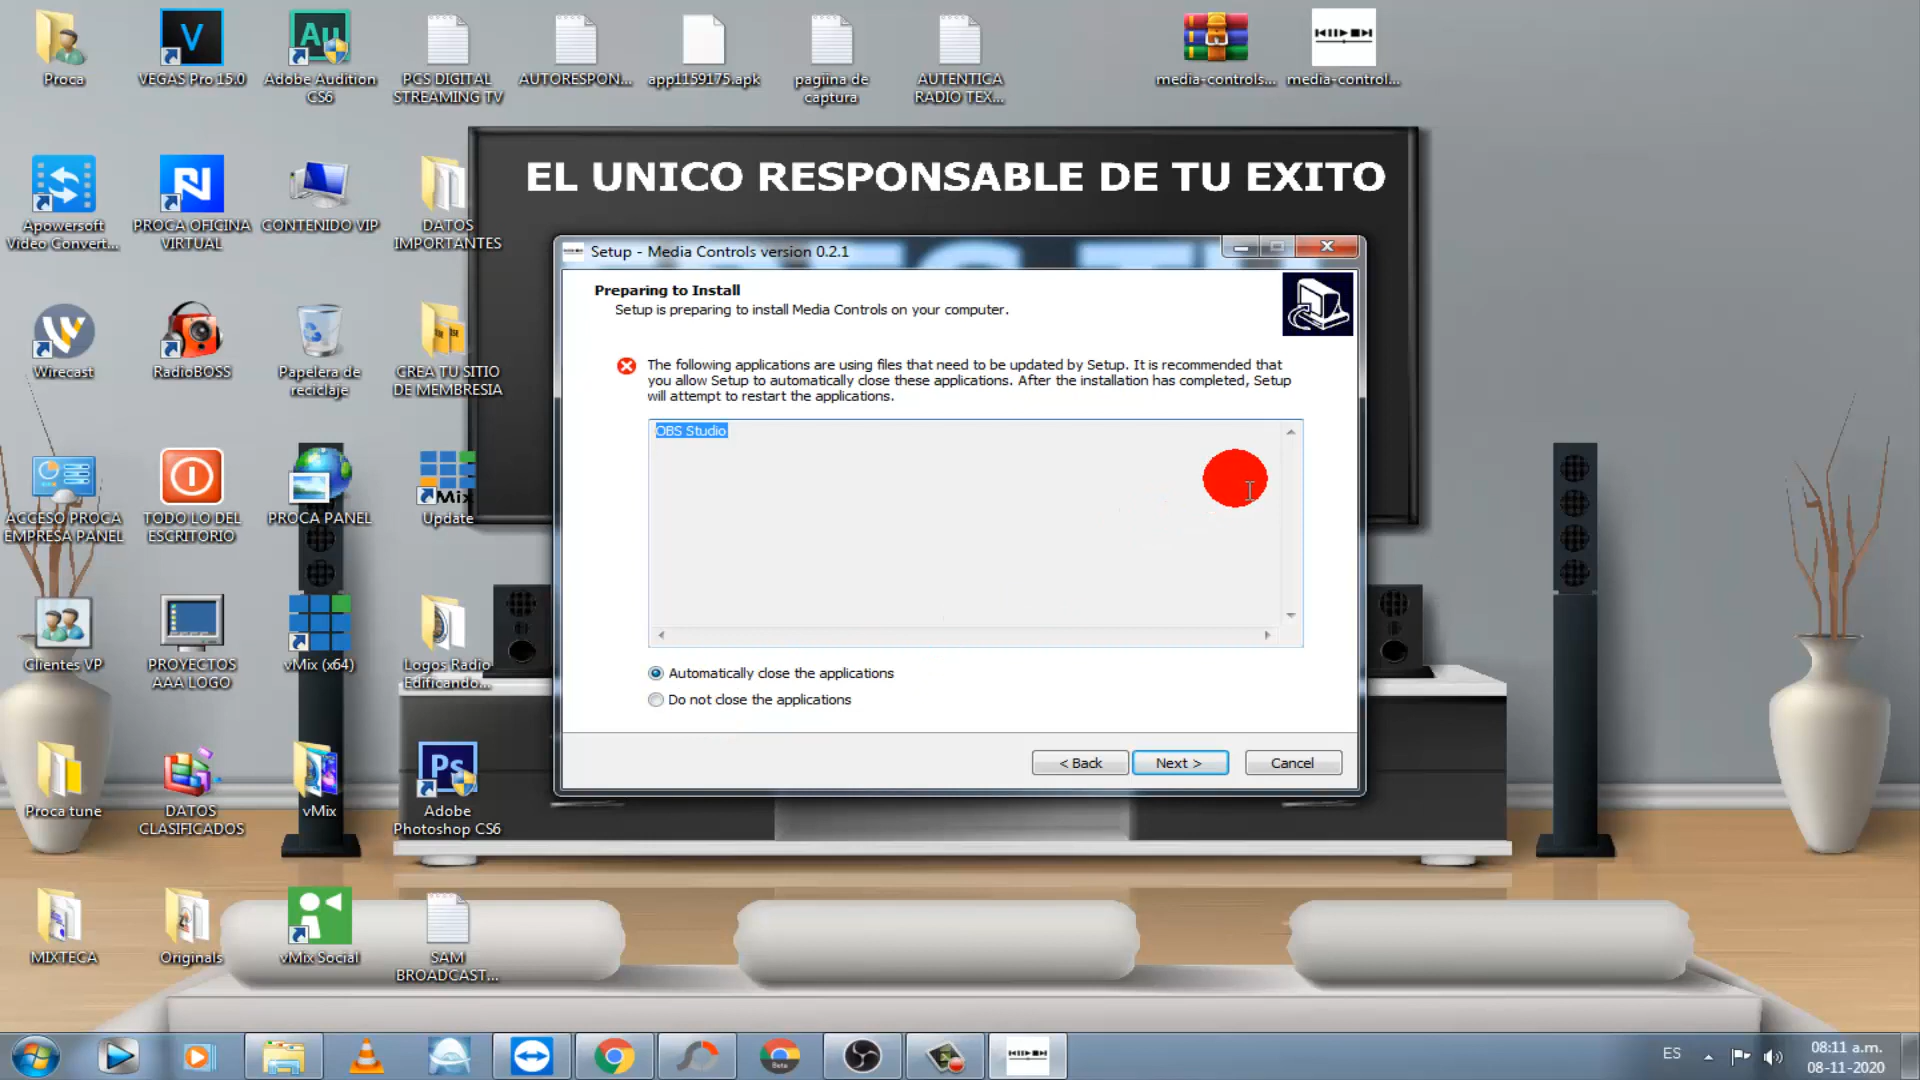 Proca
VEGAS Pro 15.0
Adobe Audition
CS6
PCS DIGITAL
STREAMING TV
AUTORESPON...
app1159175.apk
pagiina de
captura
AUTENTICA
RADIO TEX...
media-controls...
media-control...
EL UNICO RESPONSABLE DE TU EXITO
Apowersoft
Video Convert...
PROCA OFICINA
VIRTUAL
CONTENIDO VIP
DATOS
IMPORTANTES
Wirecast
RadioBOSS
Papelera de
reciclaje
CREA TU SITIO
DE MEMBRESIA
ACCESO PROCA
EMPRESA PANEL
TODO LO DEL
ESCRITORIO
PROCA PANEL
Update
Clientes VP
PROYECTOS
AAA LOGO
vMix (x64)
Logos Radio
Edificando...
Proca tune
DATOS
CLASIFICADOS
vMix
Adobe
Photoshop CS6
MIXTECA
Originals
vMix Social
SAM
BROADCAST...
Setup - Media Controls version 0.2.1
Preparing to Install
Setup is preparing to install Media Controls on your computer.
The following applications are using files that need to be updated by Setup. It is recommended that
you allow Setup to automatically close these applications. After the installation has completed, Setup
will attempt to restart the applications.
OBS Studio
Automatically close the applications
Do not close the applications
< Back
Next >
Cancel
ES
08:11 a.m.
08-11-2020